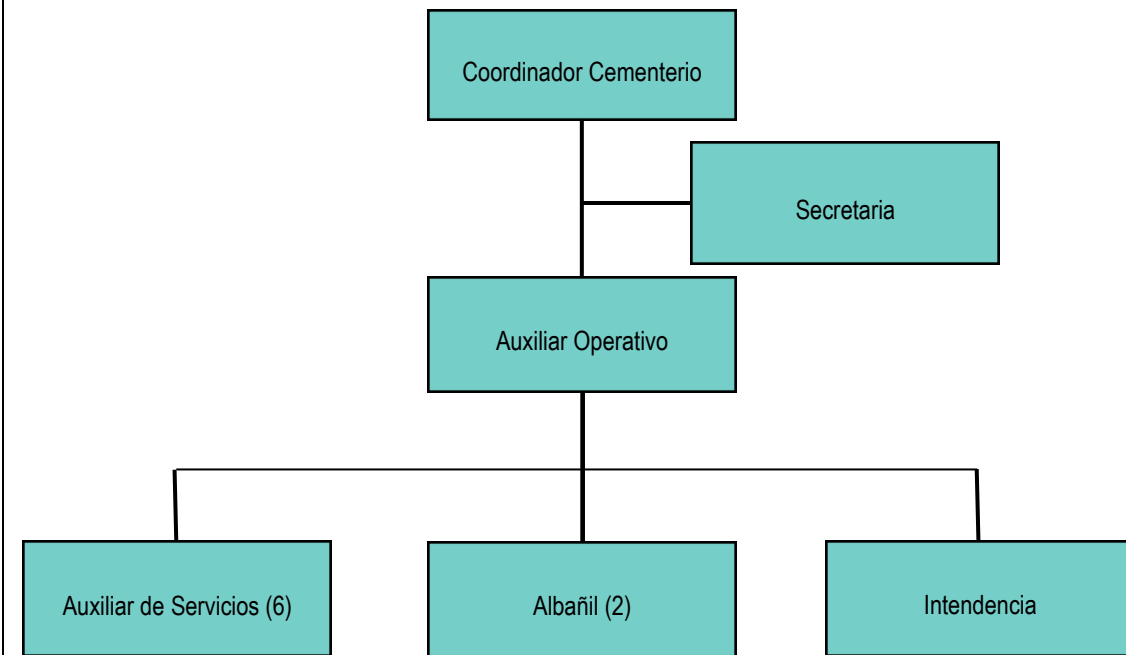 Coordinador Cementerio
Secretaria
Auxiliar Operativo
Auxiliar de Servicios (6)
Albañil (2)
Intendencia